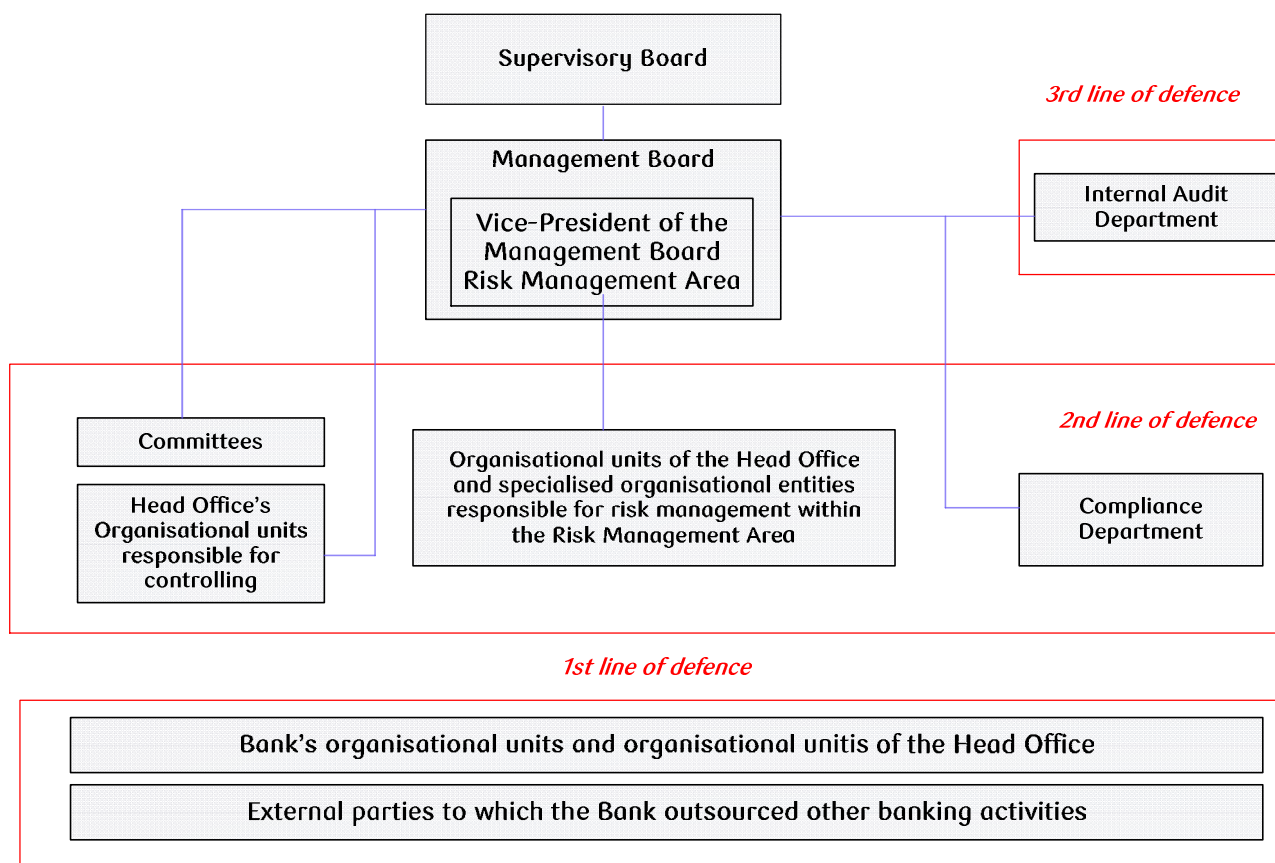 Supervisory Board
3rd line of defence
Management Board
Internal Audit
Department
Vice-President of the
Management Board
Risk Management Area
2nd line of defence
Committees
Head Office's
Organisational units
responsible for
controlling
Organisational units of the Head Office
and specialised organisational entities
responsible for risk management within
the Risk Management Area
Compliance
Department
1st line of defence
Bank's organisational units and organisational unitis of the Head Office
External parties to which the Bank outsourced other banking activities